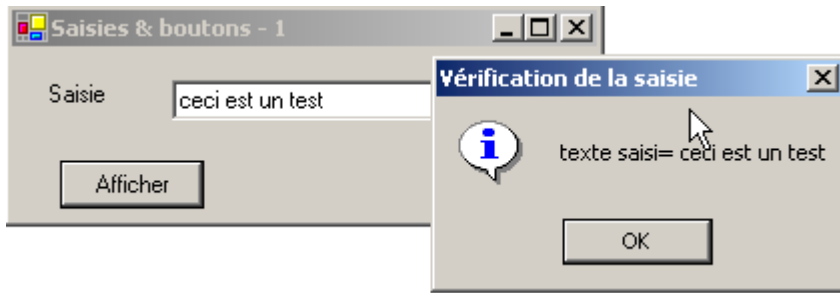 Saisies & boutons - 1
Saisie
ceci est un test
Afficher
Vérification de la saisie
texte saisi= ceci est un test
OK